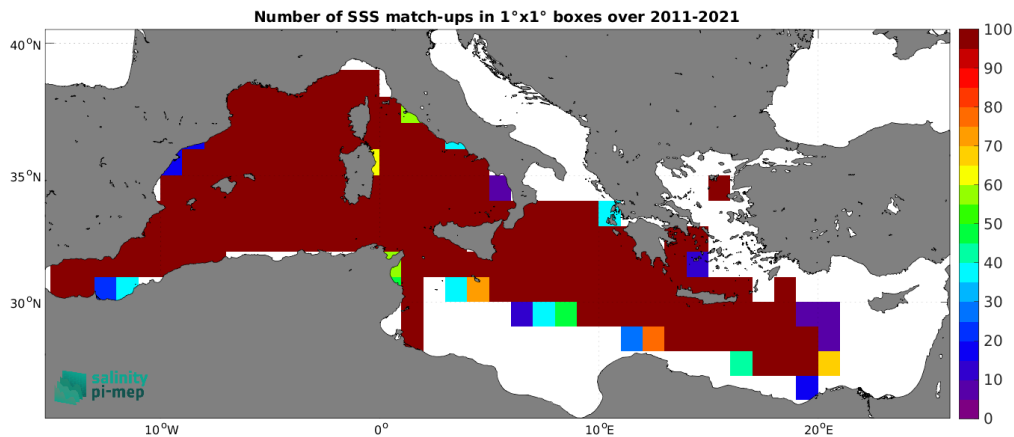 Number of SSS match-ups in 1°x1° boxes over 2011-2021
40°N
35°N
30°N
10°W
0°
10°E
20°E
100
90
80
70
60
50
40
30
20
10
0
salinity
pi-mep